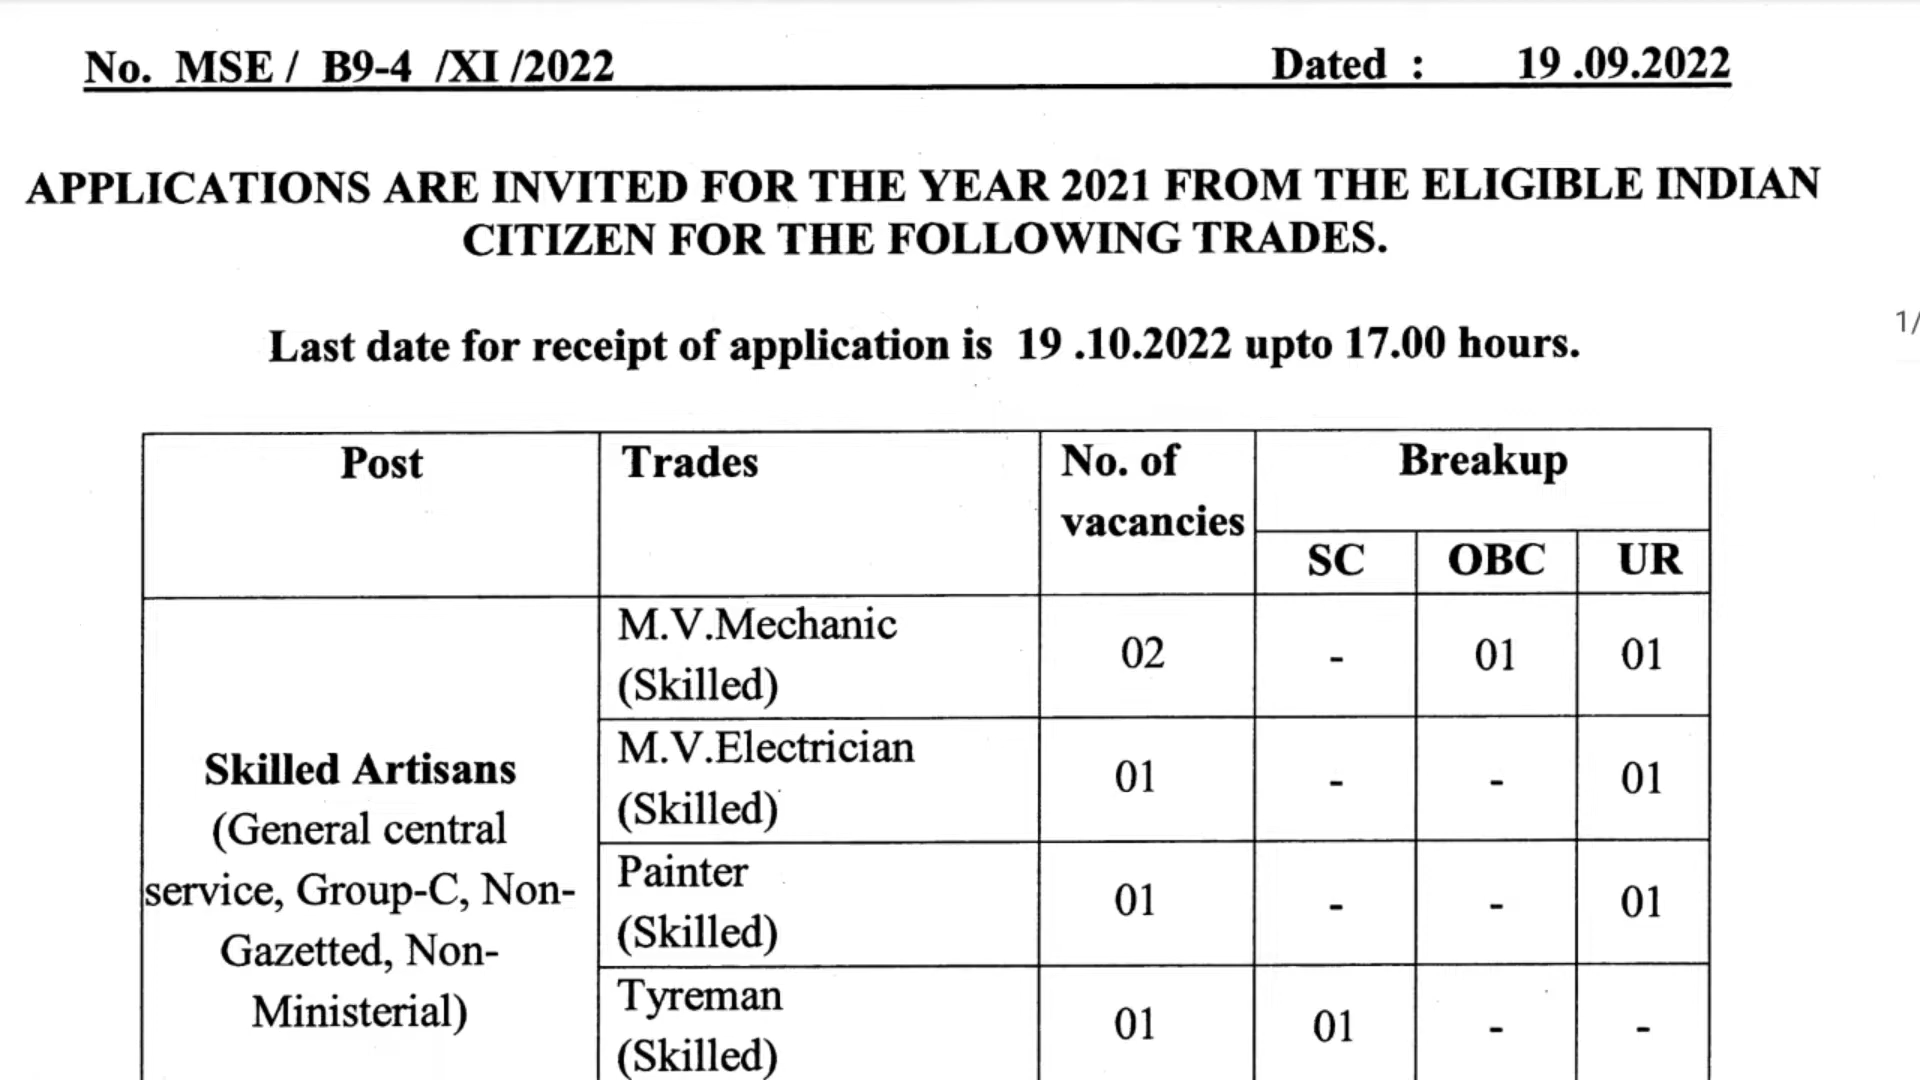 No. MSE / B9-4 /XI /2022 Dated : 19 .09.2022
APPLICATIONS ARE INVITED FOR THE YEAR 2021 FROM THE ELIGIBLE INDIAN
CITIZEN FOR THE FOLLOWING TRADES.
Last date for receipt of application is 19 .10.2022 upto 17.00 hours.
1/
Post Trades No. of vacancies Breakup
SC OBC UR
Skilled Artisans
(General central
service, Group-C, Non-
Gazetted, Non-
Ministerial)
M.V.Mechanic
(Skilled)
02 - 01 01
M.V.Electrician
(Skilled)
01 - - 01
Painter
(Skilled)
01 - - 01
Tyreman
(Skilled)
01 01 - -